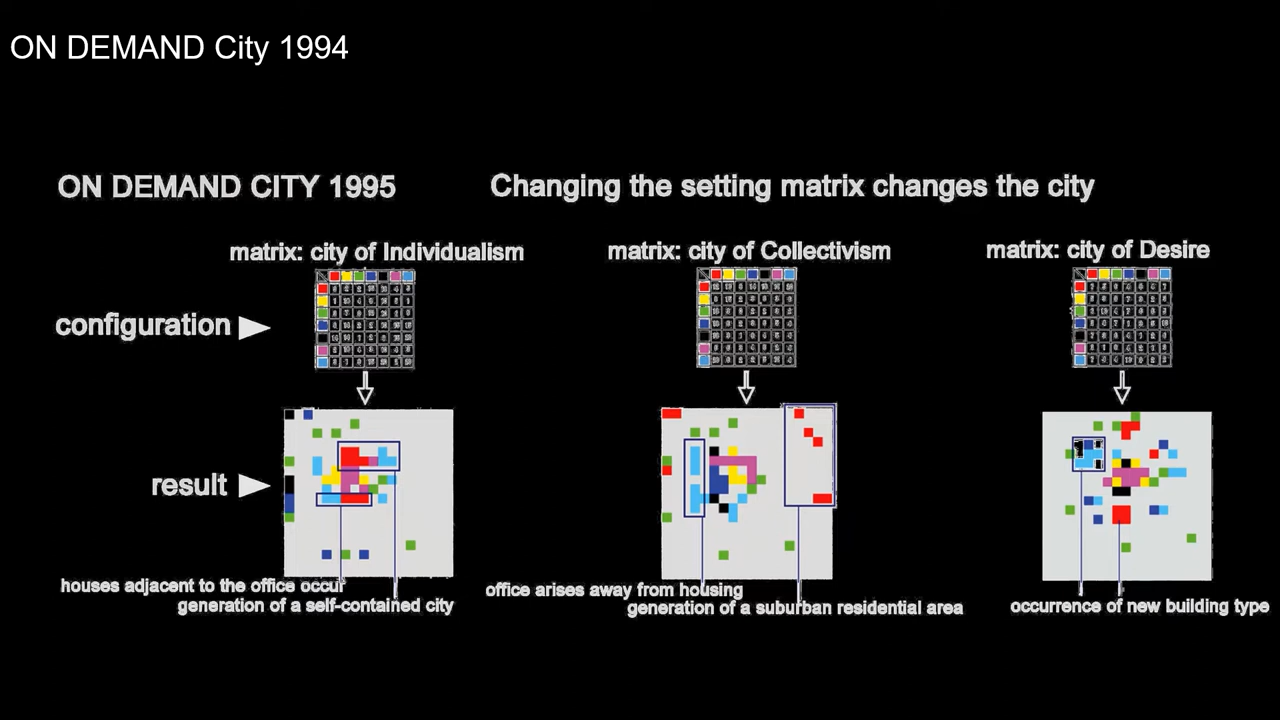 ON DEMAND City 1994
ON DEMAND CITY 1995
Changing the setting matrix changes the city
matrix: city of Individualism
matrix: city of Collectivism
matrix: city of Desire
configuration
result
houses adjacent to the office occur
generation of a self-contained city
office arises away from housing
generation of a suburban residential area
occurrence of new building type